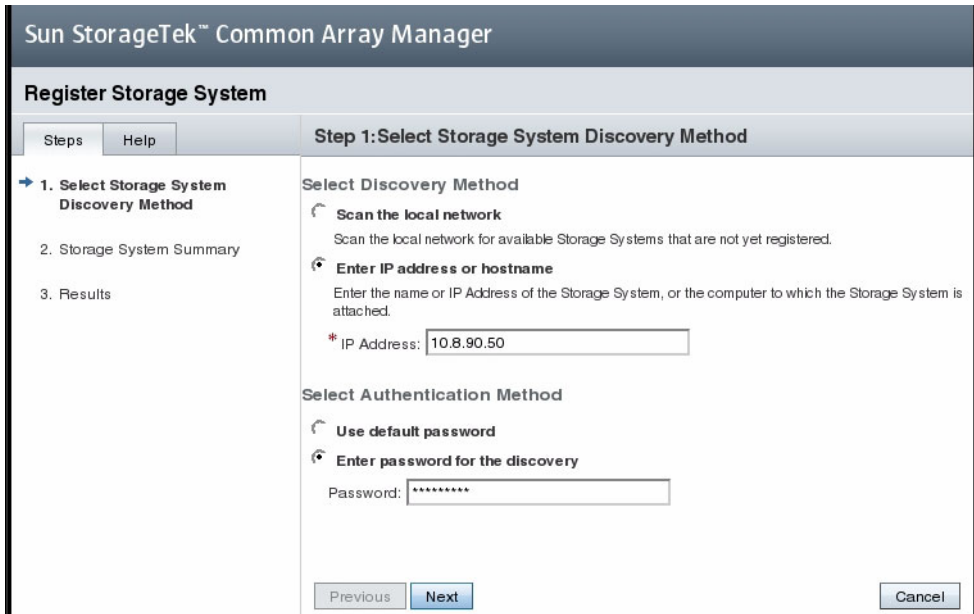 Sun StorageTek™ Common Array Manager
Register Storage System
Steps
Help
1. Select Storage System
Discovery Method
2. Storage System Summary
3. Results
Step 1:Select Storage System Discovery Method
Select Discovery Method
Scan the local network
Scan the local network for available Storage Systems that are not yet registered.
Enter IP address or hostname
Enter the name or IP Address of the Storage System, or the computer to which the Storage System is
attached.
* IP Address: 10.8.90.50
Select Authentication Method
Use default password
Enter password for the discovery
Password: *********
Previous
Next
Cancel